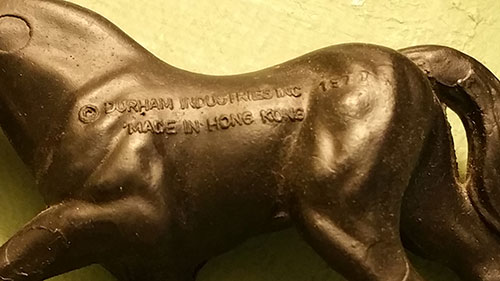 © DURHAM INDUSTRIES INC
MADE IN HONG KONG